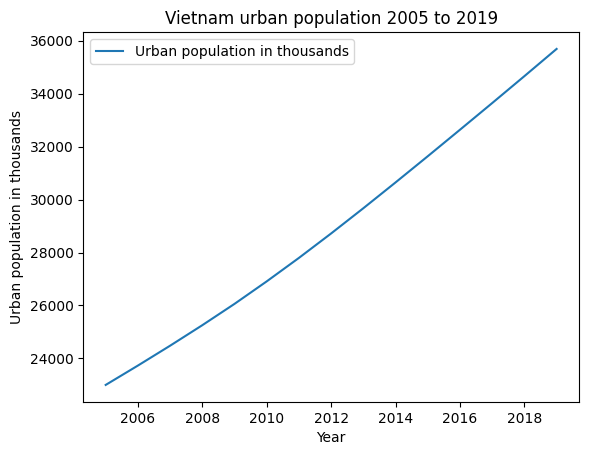 Vietnam urban population 2005 to 2019
Urban population in thousands
36000
34000
32000
30000
28000
26000
24000
Urban population in thousands
2006 2008 2010 2012 2014 2016 2018
Year